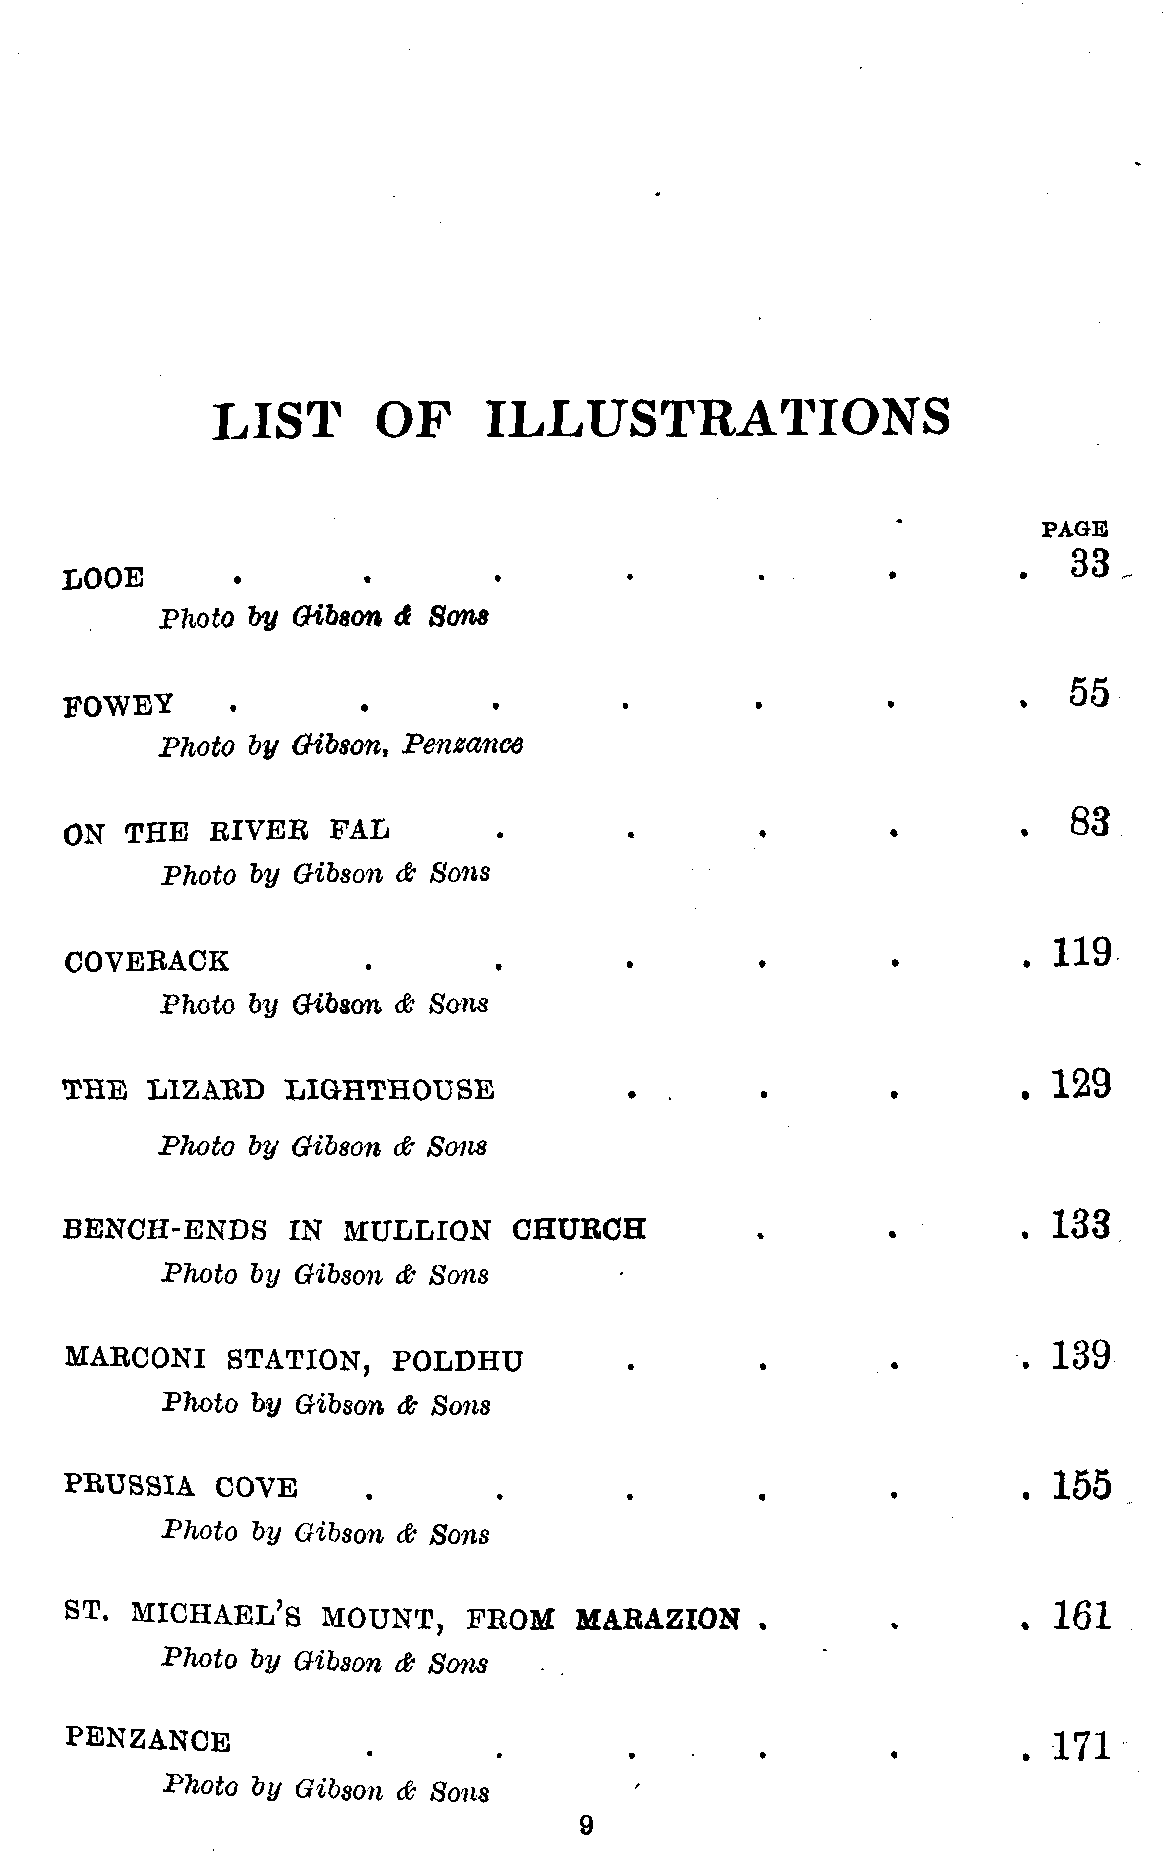 LIST OF ILLUSTRATIONS
PAGE
LOOE . . . . . . . 33
Photo by Gibson & Sons
FOWEY . . . . . . . 55
Photo by Gibson, Penzance
ON THE RIVER FAL . . . . . 83
Photo by Gibson & Sons
COVERACK . . . . . . 119
Photo by Gibson & Sons
THE LIZARD LIGHTHOUSE . . . . 129
Photo by Gibson & Sons
BENCH-ENDS IN MULLION CHURCH . . . 133
Photo by Gibson & Sons
MARCONI STATION, POLDHU . . . . 139
Photo by Gibson & Sons
PRUSSIA COVE . . . . . . 155
Photo by Gibson & Sons
ST. MICHAEL'S MOUNT, FROM MARAZION . . . 161
Photo by Gibson & Sons
PENZANCE . . . . . . 171
Photo by Gibson & Sons
9